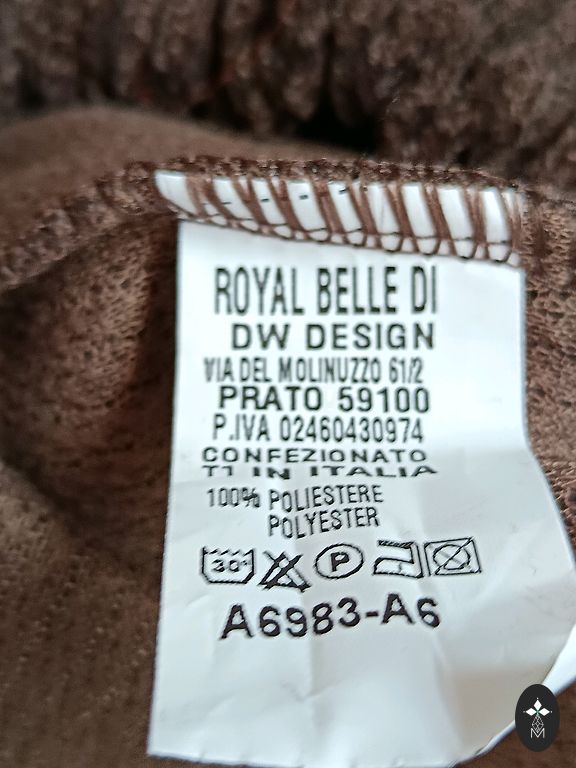 ROYAL BELLE DI
DW DESIGN
VIA DEL MOLINUZZO 61/2
PRATO 59100
P.IVA 02460430974
CONFEZIONATO
T1 IN ITALIA
100% POLIESTERE
POLYESTER
30°
P
A6983-A6
M